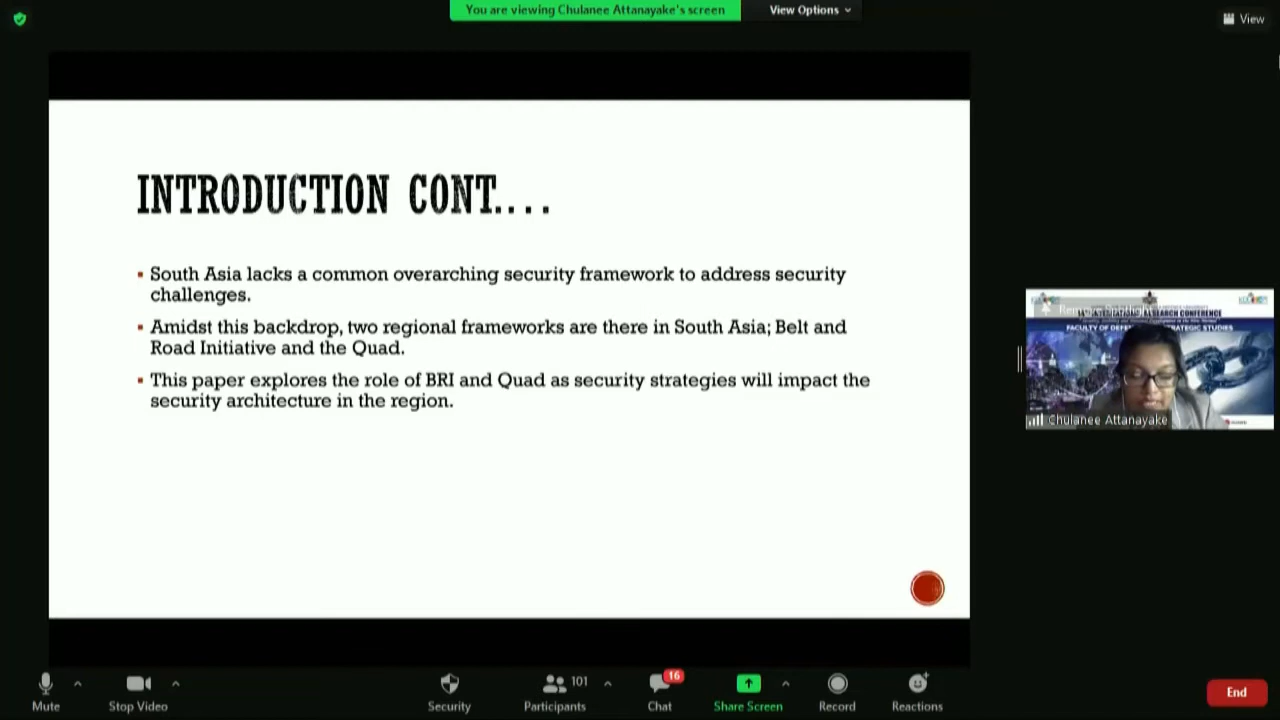 You are viewing Chulanee Attanayake's screen
View Options
View
INTRODUCTION CONT....
▪ South Asia lacks a common overarching security framework to address security
challenges.
▪ Amidst this backdrop, two regional frameworks are there in South Asia; Belt and
Road Initiative and the Quad.
▪ This paper explores the role of BRI and Quad as security strategies will impact the
security architecture in the region.
INTERNATIONAL RESEARCH CONFERENCE
Chulanee Attanayake
Mute
Stop Video
Security
101
Participants
16
Chat
Share Screen
Record
Reactions
End